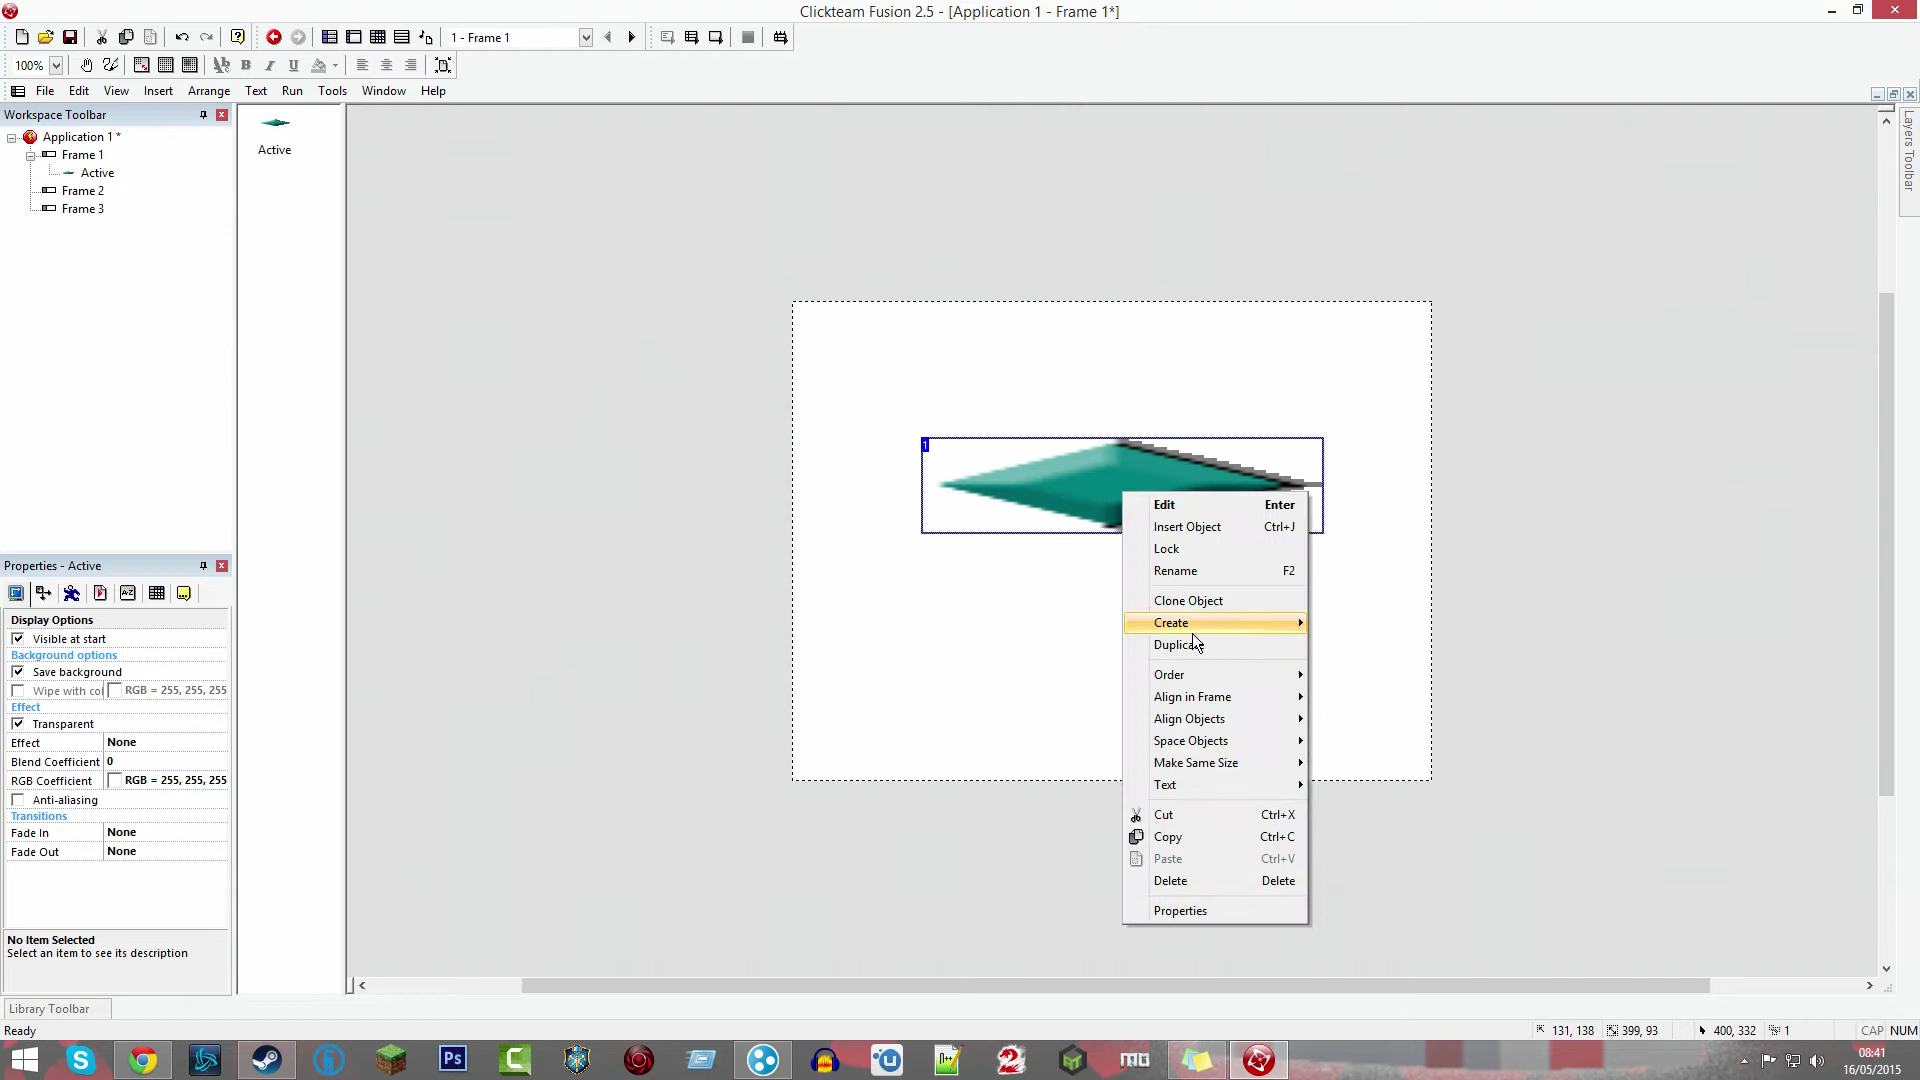 Clickteam Fusion 2.5 - [Application 1 - Frame 1*]
1 - Frame 1
100%
File Edit View Insert Arrange Text Run Tools Window Help
Workspace Toolbar
Application 1 *
Frame 1
Active
Frame 2
Frame 3
Active
Layers Toolbar
1
Edit Enter
Insert Object Ctrl+J
Lock
Rename F2
Clone Object
Create
Duplicate
Order
Align in Frame
Align Objects
Space Objects
Make Same Size
Text
Cut Ctrl+X
Copy Ctrl+C
Paste Ctrl+V
Delete Delete
Properties
Properties - Active
Display Options
Visible at start
Background options
Save background
Wipe with col RGB = 255, 255, 255
Effect
Transparent
Effect None
Blend Coefficient 0
RGB Coefficient RGB = 255, 255, 255
Anti-aliasing
Transitions
Fade In None
Fade Out None
No Item Selected
Select an item to see its description
Library Toolbar
Ready
131, 138 399, 93 400, 332 1 CAP NUM
Ps
08:41
16/05/2015